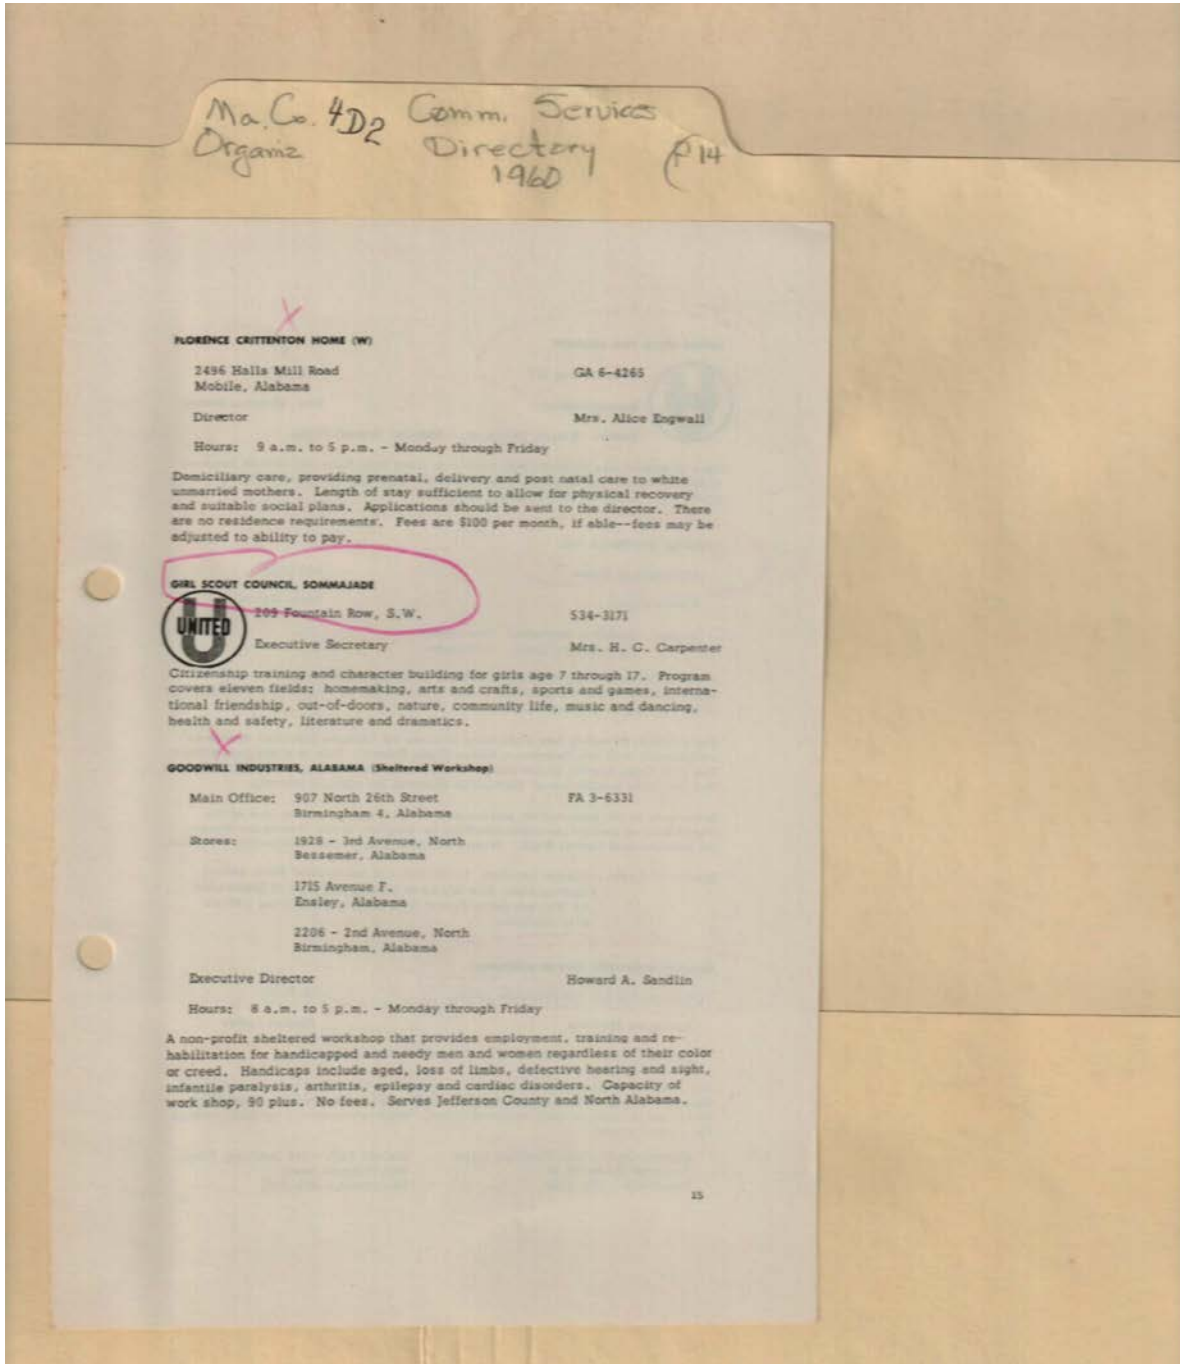 Ma. Co. 4D2 Comm. Services
Organiz Directory P 14
1960
FLORENCE CRITTENTON HOME (W)
2496 Halls Mill Road GA 6-4265
Mobile, Alabama
Director Mrs. Alice Engwall
Hours: 9 a.m. to 5 p.m. - Monday through Friday
Domiciliary care, providing prenatal, delivery and post natal care to white
unmarried mothers. Length of stay sufficient to allow for physical recovery
and suitable social plans. Applications should be sent to the director. There
are no residence requirements. Fees are $100 per month, if able--fees may be
adjusted to ability to pay.
GIRL SCOUT COUNCIL, SOMMAJADE
209 Fountain Row, S.W. 534-3171
UNITED
Executive Secretary Mrs. H. C. Carpenter
Citizenship training and character building for girls age 7 through 17. Program
covers eleven fields: homemaking, arts and crafts, sports and games, interna-
tional friendship, out-of-doors, nature, community life, music and dancing,
health and safety, literature and dramatics.
GOODWILL INDUSTRIES, ALABAMA (Sheltered Workshop)
Main Office: 907 North 26th Street FA 3-6331
Birmingham 4, Alabama
Stores: 1928 - 3rd Avenue, North
Bessemer, Alabama
1715 Avenue F.
Ensley, Alabama
2206 - 2nd Avenue, North
Birmingham, Alabama
Executive Director Howard A. Sandlin
Hours: 8 a.m. to 5 p.m. - Monday through Friday
A non-profit sheltered workshop that provides employment, training and re-
habilitation for handicapped and needy men and women regardless of their color
or creed. Handicaps include aged, loss of limbs, defective hearing and sight,
infantile paralysis, arthritis, epilepsy and cardiac disorders. Capacity of
work shop, 90 plus. No fees. Serves Jefferson County and North Alabama.
15